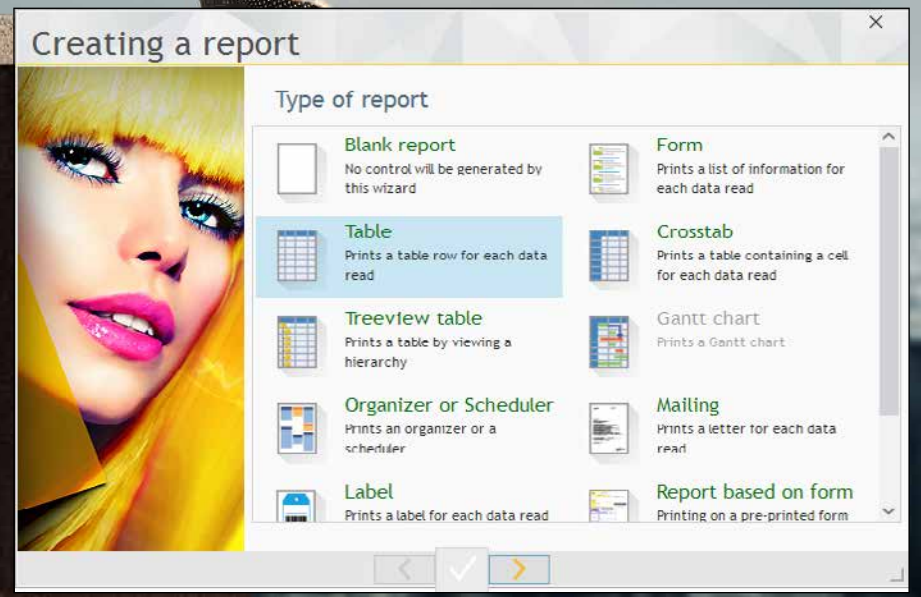 Creating a report
Type of report
Blank report
No control will be generated by
this wizard
Form
Prints a list of information for
each data read
Table
Prints a table row for each data
read
Crosstab
Prints a table containing a cell
for each data read
Treeview table
Prints a table by viewing a
hierarchy
Gantt chart
Prints a Gantt chart
Organizer or Scheduler
Prints an organizer or a
scheduler
Mailing
Prints a letter for each data
read
Label
Prints a label for each data read
Report based on form
Printing on a pre-printed form